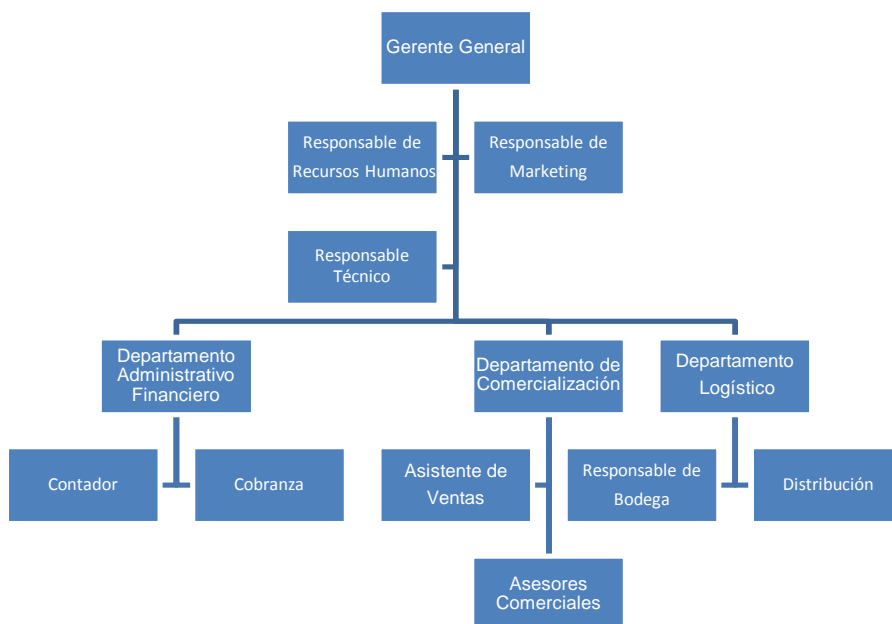 Gerente General
Responsable de
Recursos Humanos
Responsable de
Marketing
Responsable
Técnico
Departamento
Administrativo
Financiero
Departamento de
Comercialización
Departamento
Logístico
Contador
Cobranza
Asistente de
Ventas
Responsable de
Bodega
Distribución
Asesores
Comerciales